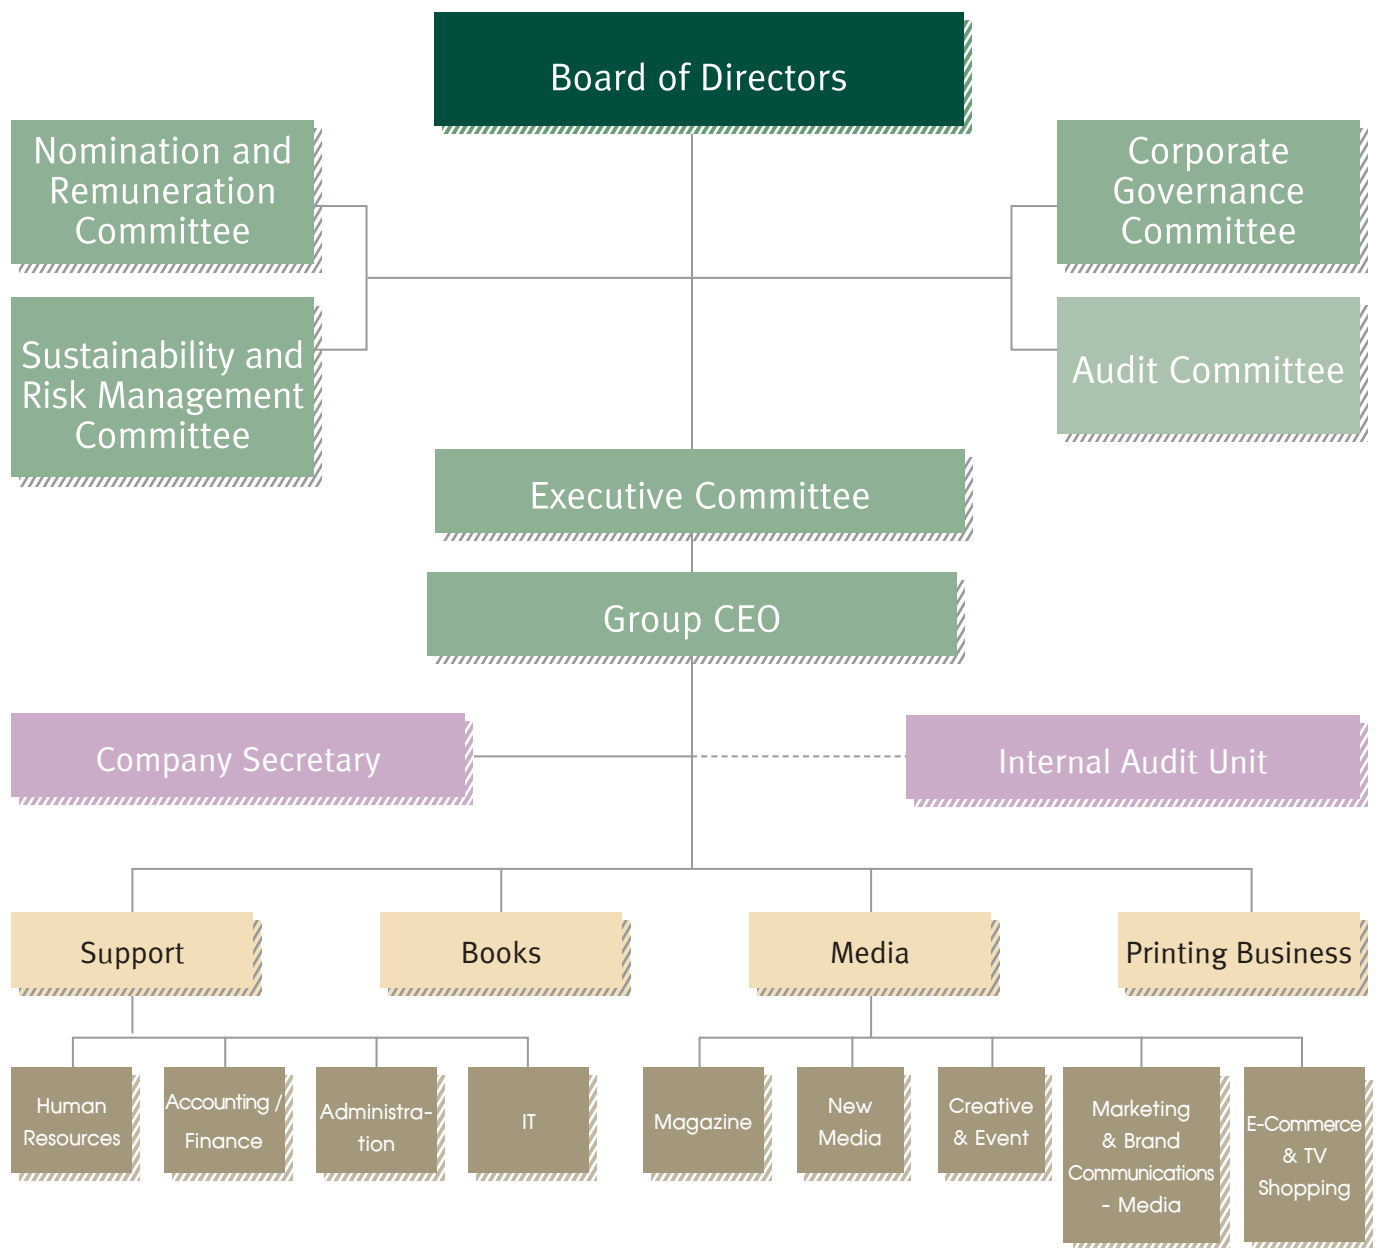 Board of Directors
Nomination and
Remuneration
Committee
Corporate
Governance
Committee
Sustainability and
Risk Management
Committee
Audit Committee
Executive Committee
Group CEO
Company Secretary
Internal Audit Unit
Support
Books
Media
Printing Business
Human
Resources
Accounting /
Finance
Administra-
tion
IT
Magazine
New
Media
Creative
& Event
Marketing
& Brand
Communications
- Media
E-Commerce
& TV
Shopping